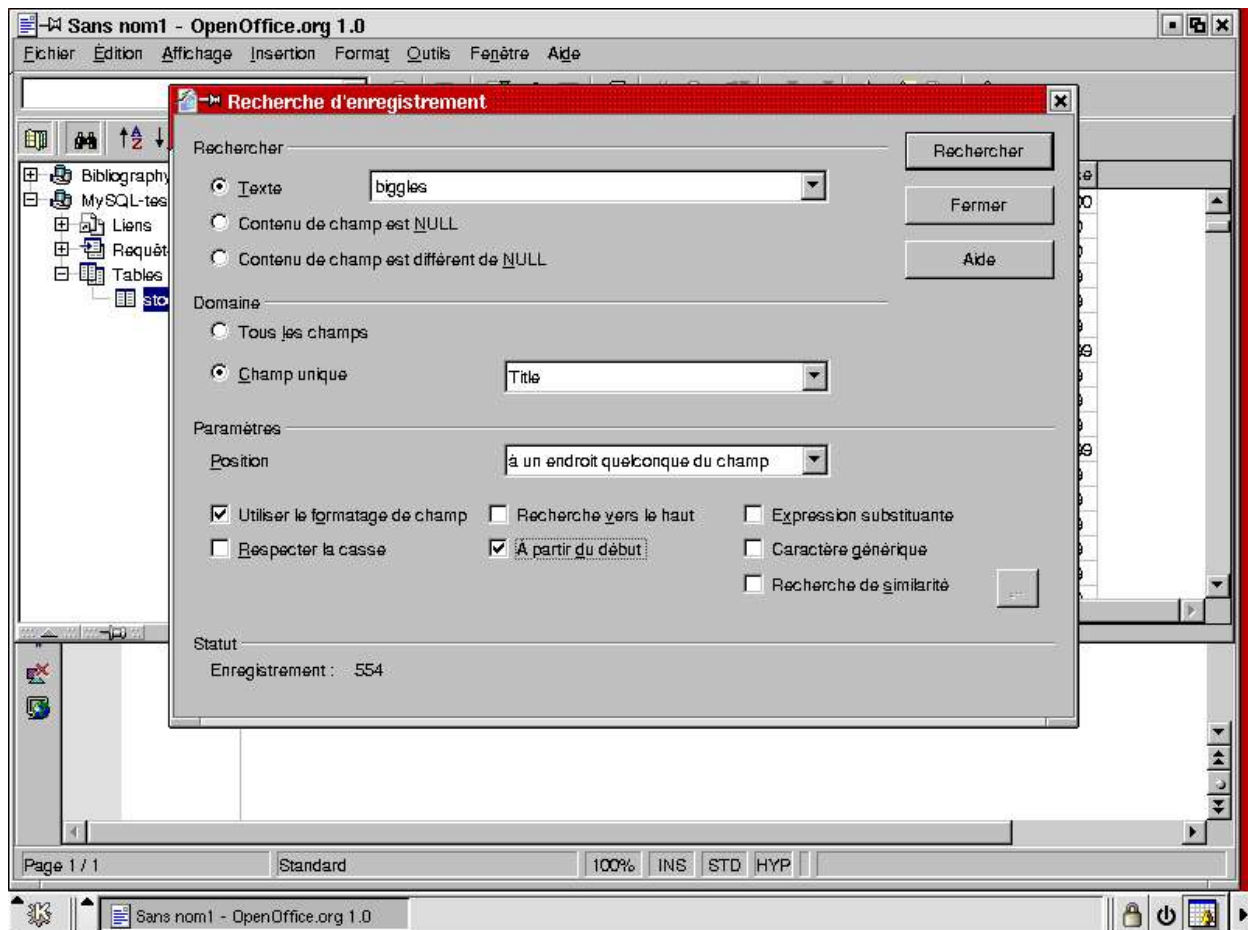 Sans nom1 - OpenOffice.org 1.0
Fichier Édition Affichage Insertion Format Outils Fenêtre Aide
Recherche d'enregistrement
Rechercher
Rechercher
Texte biggles
Fermer
Contenu de champ est NULL
Contenu de champ est différent de NULL
Aide
Domaine
Tous les champs
Champ unique Title
Paramètres
Position à un endroit quelconque du champ
Utiliser le formatage de champ Recherche vers le haut Expression substituante
Respecter la casse À partir du début Caractère générique
Recherche de similarité ...
Statut
Enregistrement : 554
Bibliography
MySQL-tes
Liens
Requêt
Tables
sto
Page 1 / 1 Standard 100% INS STD HYP
Sans nom1 - OpenOffice.org 1.0